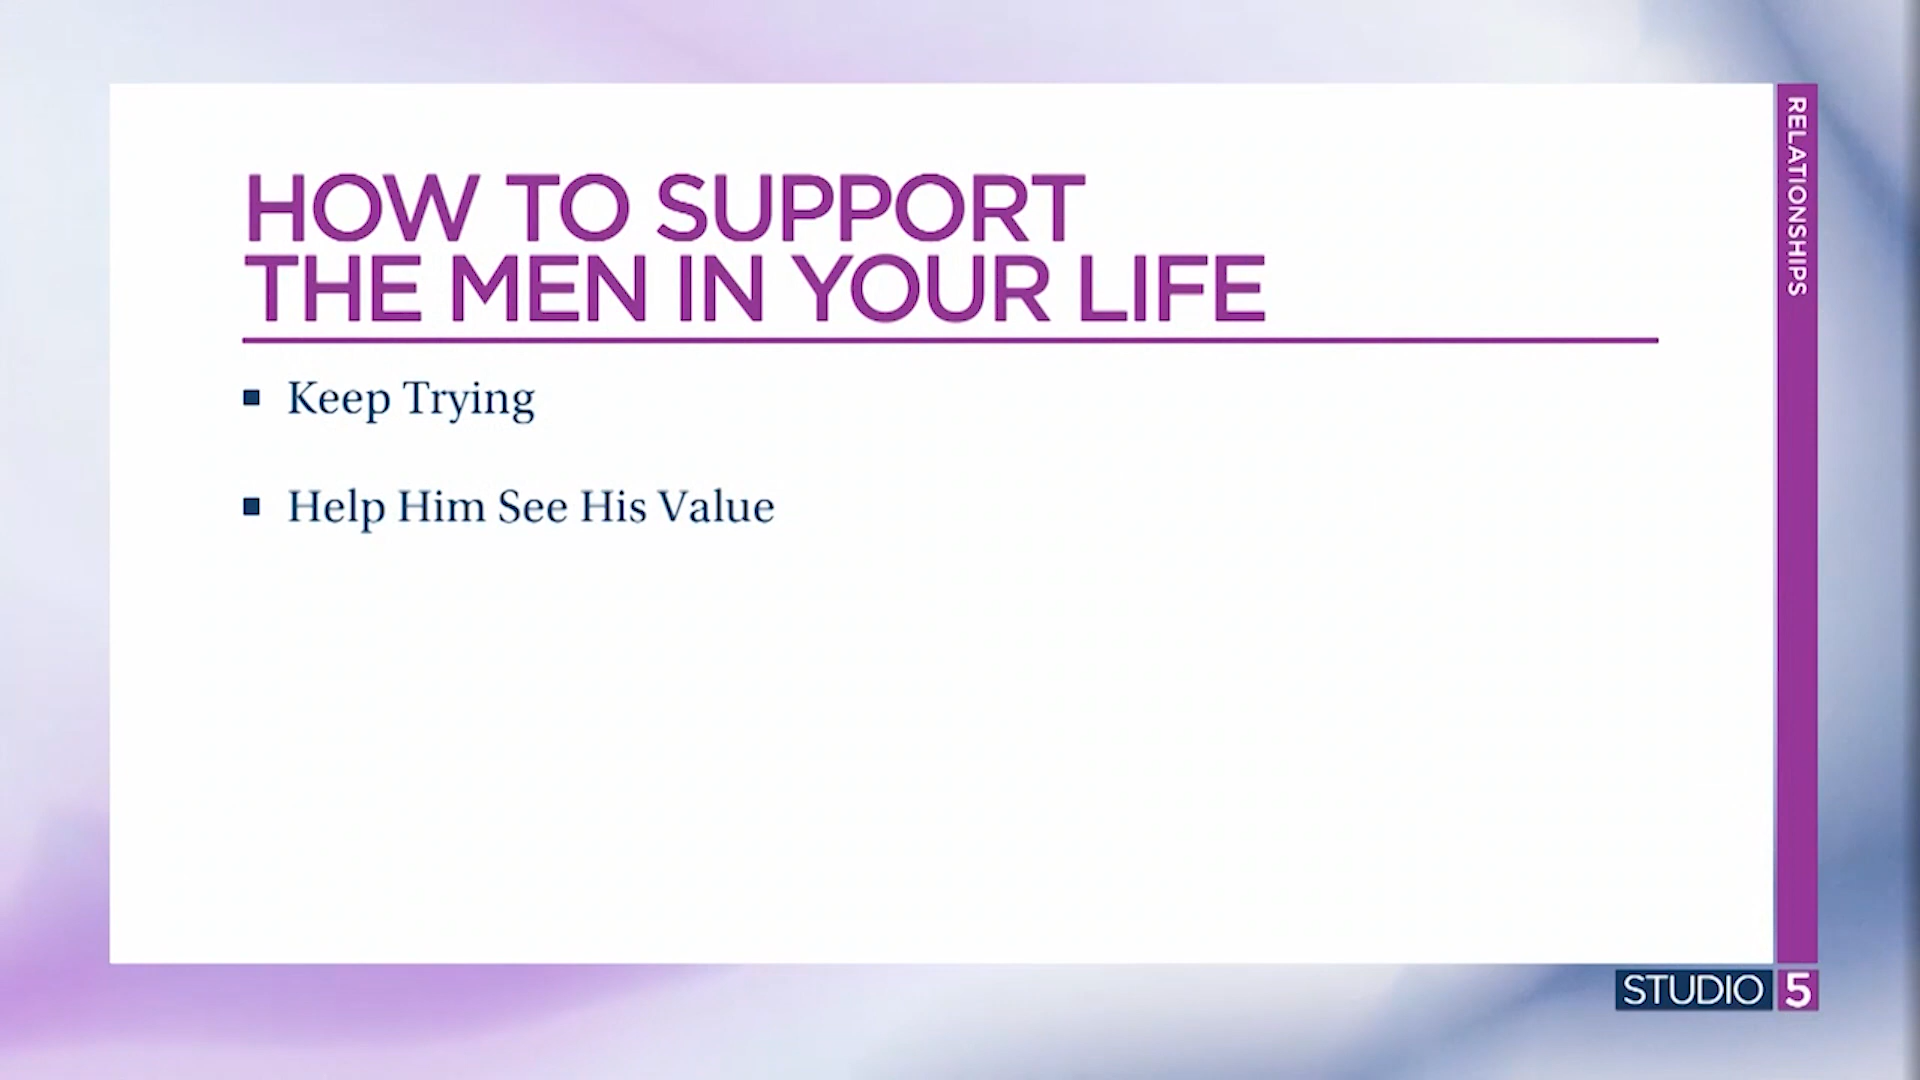 HOW TO SUPPORT
THE MEN IN YOUR LIFE
Keep Trying
Help Him See His Value
RELATIONSHIPS
STUDIO 5